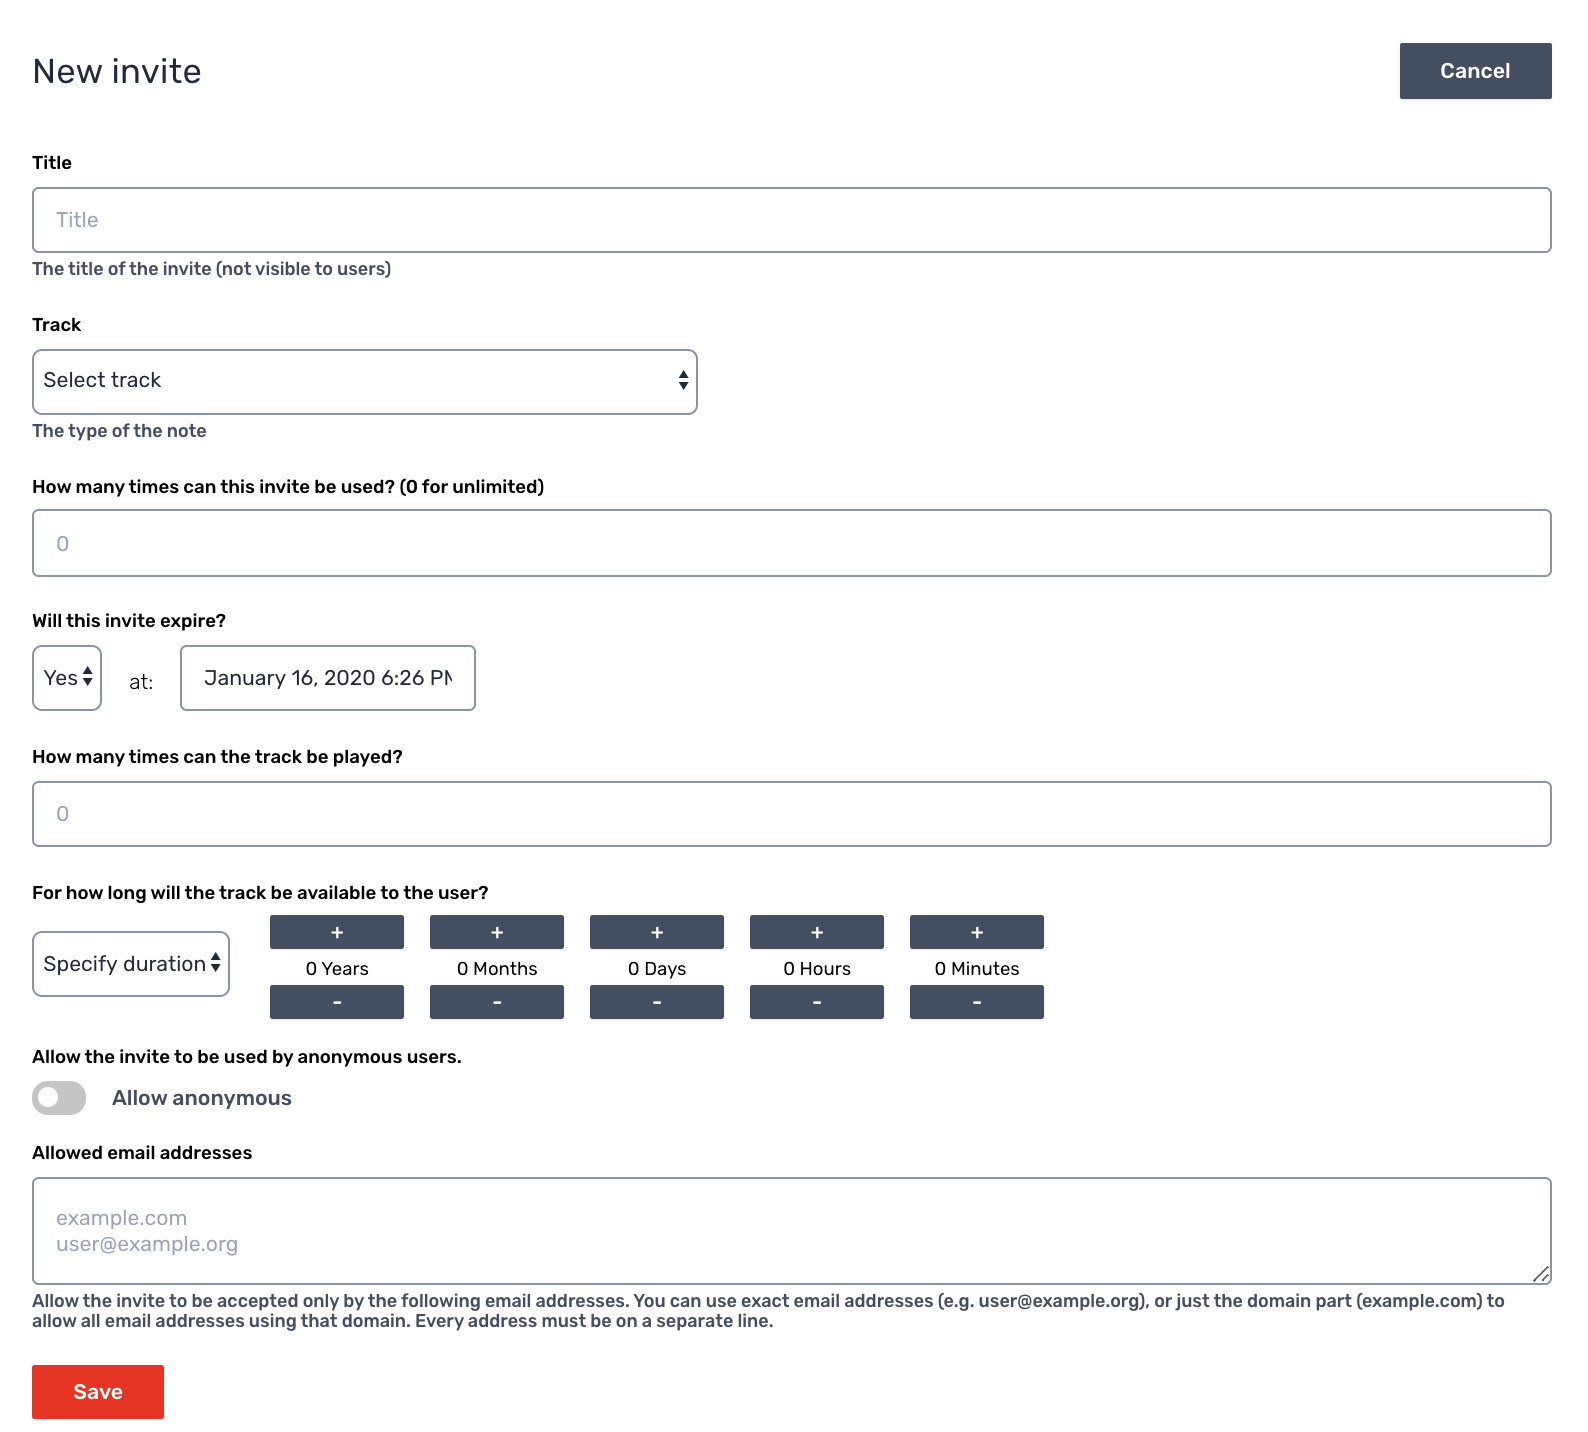 New invite
Cancel
Title
Title
The title of the invite (not visible to users)
Track
Select track
The type of the note
How many times can this invite be used? (0 for unlimited)
0
Will this invite expire?
Yes at: January 16, 2020 6:26 PM
How many times can the track be played?
0
For how long will the track be available to the user?
+ + + + +
Specify duration 0 Years 0 Months 0 Days 0 Hours 0 Minutes
- - - - -
Allow the invite to be used by anonymous users.
Allow anonymous
Allowed email addresses
example.com
user@example.org
Allow the invite to be accepted only by the following email addresses. You can use exact email addresses (e.g. user@example.org), or just the domain part (example.com) to
allow all email addresses using that domain. Every address must be on a separate line.
Save